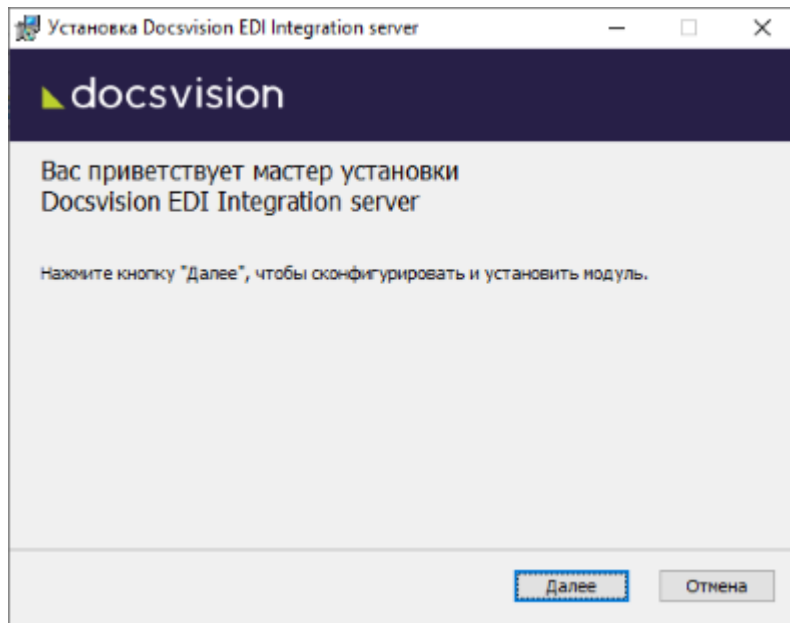 Установка Docsvision EDI Integration server
docsvision
Вас приветствует мастер установки
Docsvision EDI Integration server
Нажмите кнопку "Далее", чтобы сконфигурировать и установить модуль.
Далее
Отмена